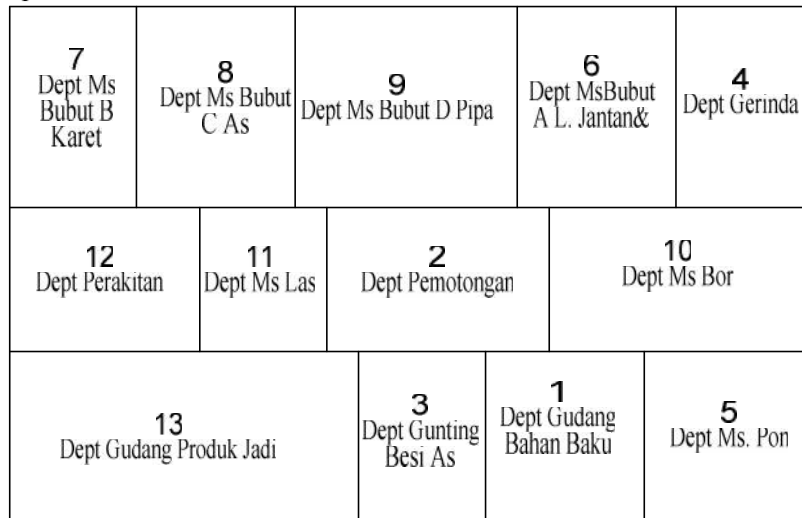 7
Dept Ms
Bubut B
Karet
8
Dept Ms Bubut
C As
9
Dept Ms Bubut D Pipa
6
Dept MsBubut
A L. Jantan&
4
Dept Gerinda
12
Dept Perakitan
11
Dept Ms Las
2
Dept Pemotongan
10
Dept Ms Bor
13
Dept Gudang Produk Jadi
3
Dept Gunting
Besi As
1
Dept Gudang
Bahan Baku
5
Dept Ms. Pon